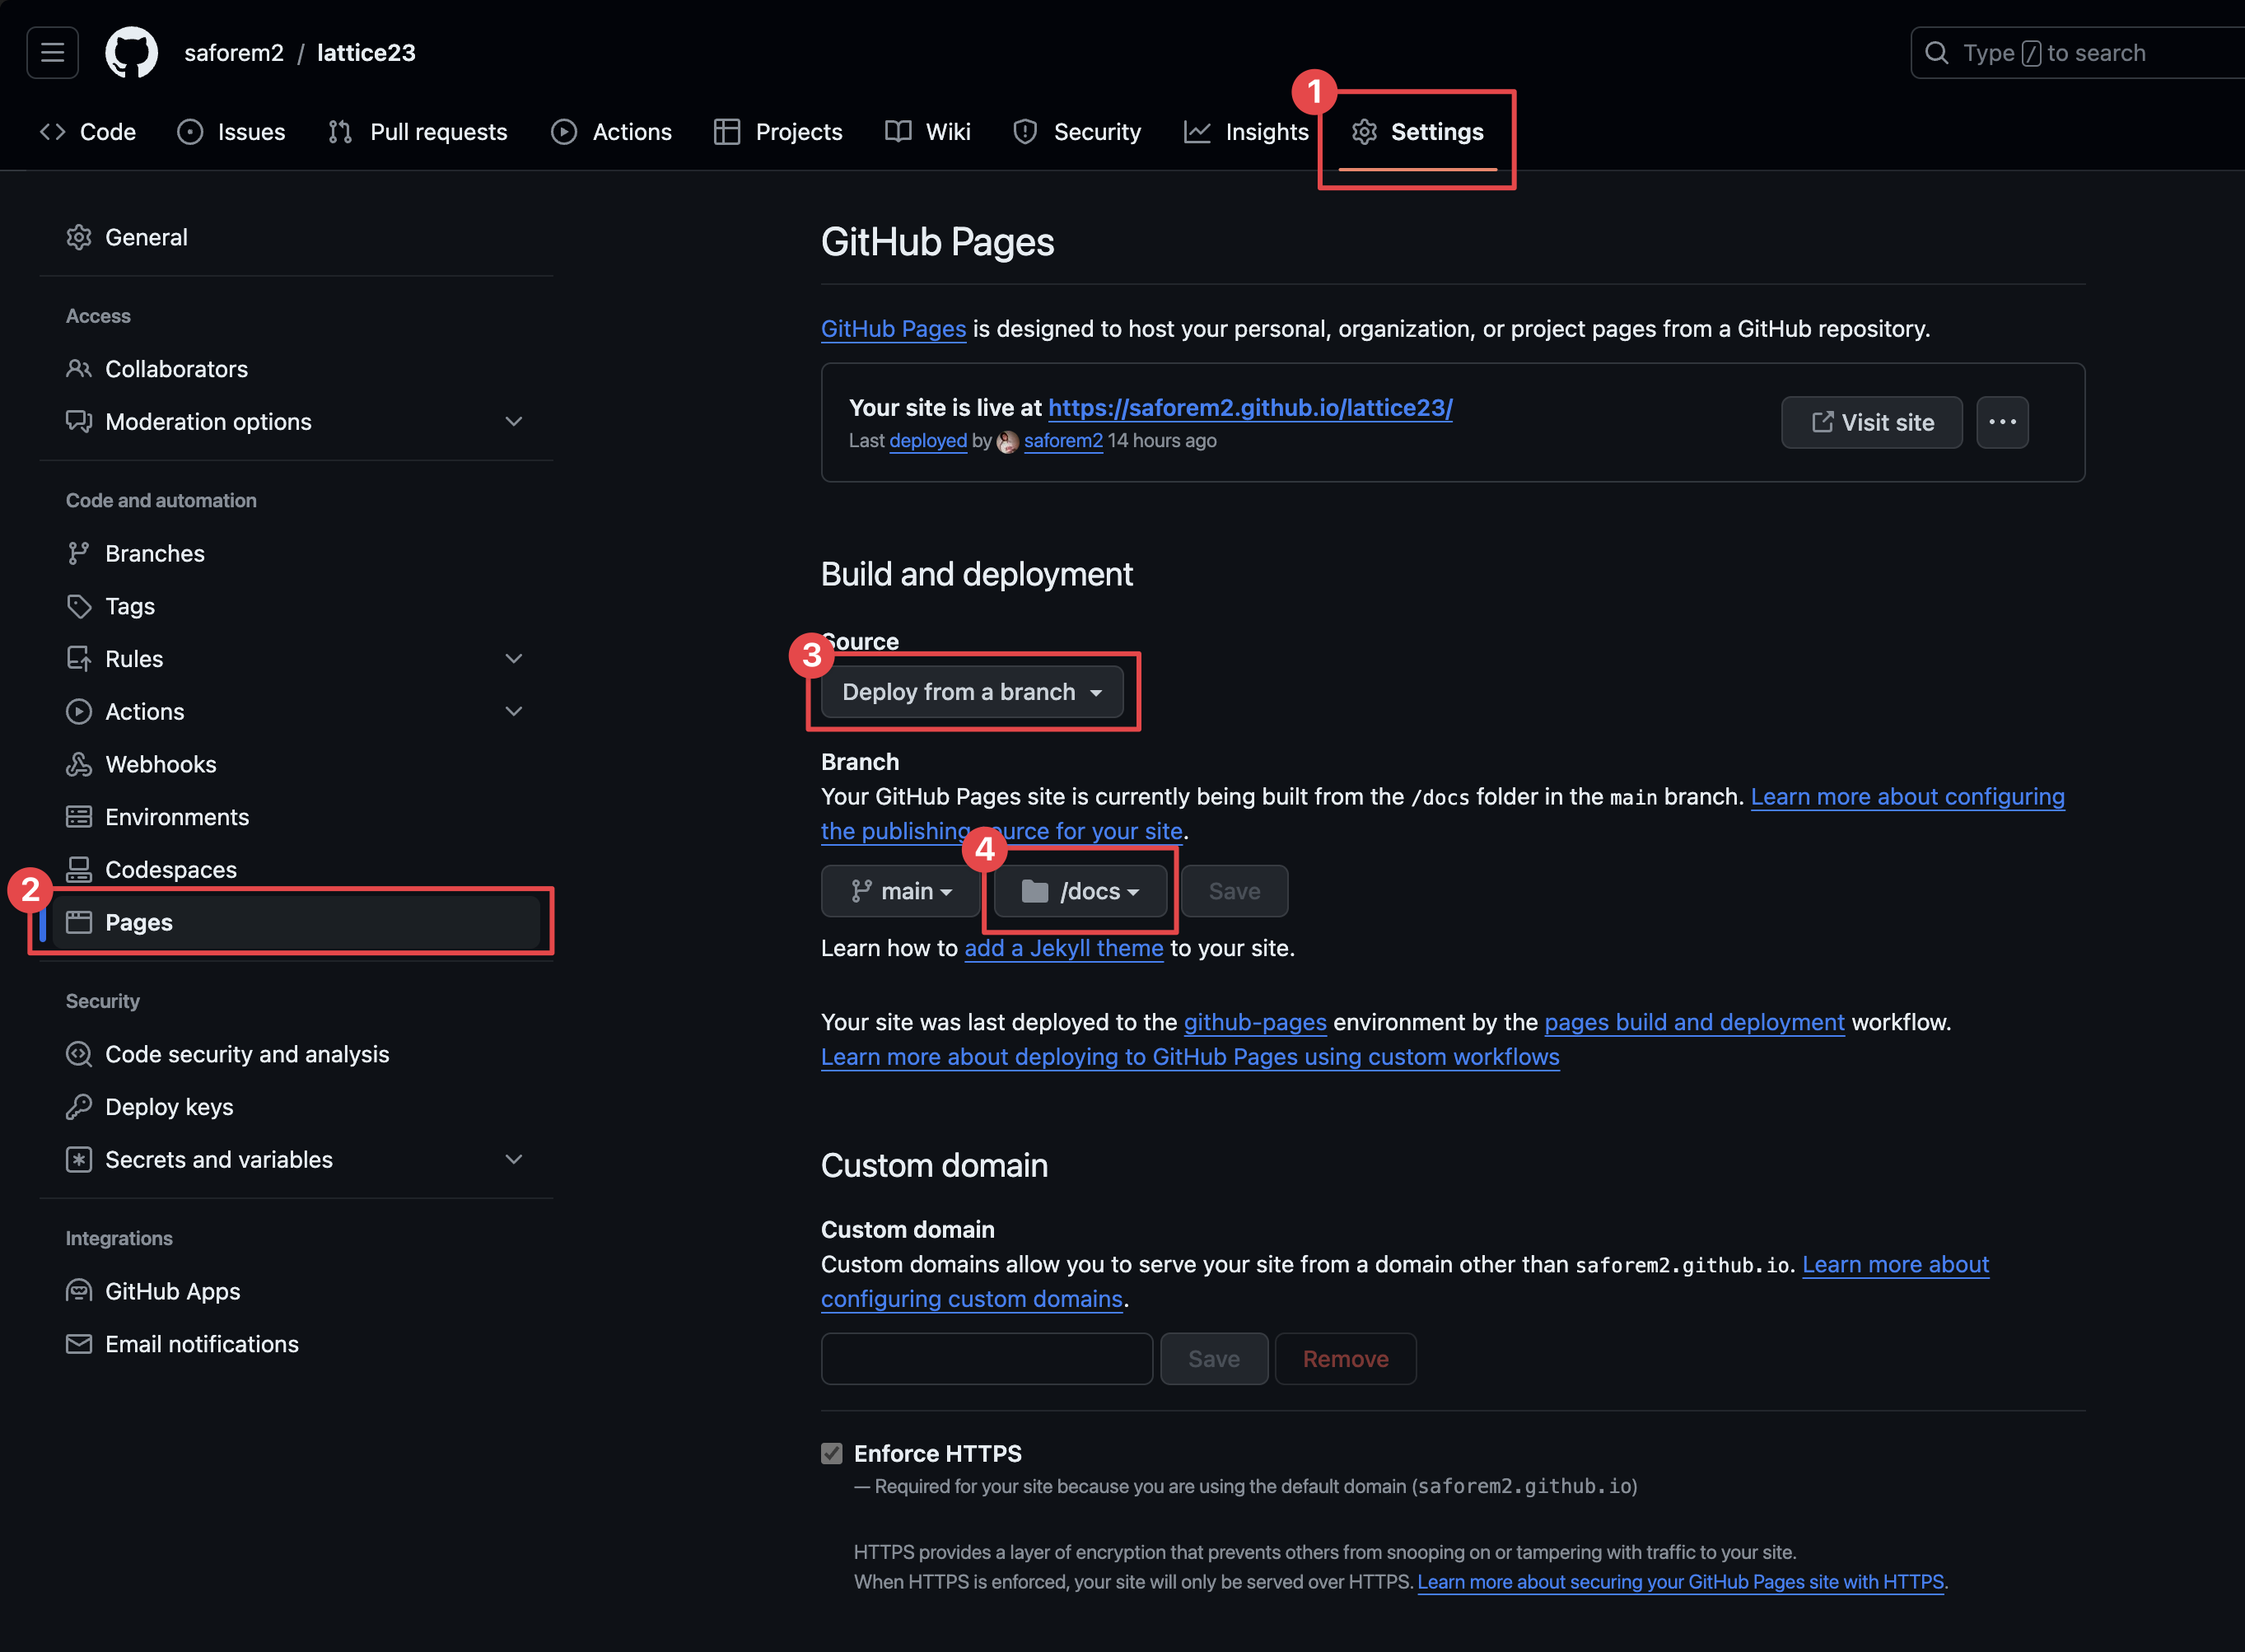 saforem2 / lattice23
Type / to search
1
Code
Issues
Pull requests
Actions
Projects
Wiki
Security
Insights
Settings
General
Access
Collaborators
Moderation options
Code and automation
Branches
Tags
Rules
Actions
Webhooks
Environments
Codespaces
2
Pages
Security
Code security and analysis
Deploy keys
Secrets and variables
Integrations
GitHub Apps
Email notifications
GitHub Pages
GitHub Pages is designed to host your personal, organization, or project pages from a GitHub repository.
Your site is live at https://saforem2.github.io/lattice23/
Last deployed by saforem2 14 hours ago
Visit site
Build and deployment
Source
3
Deploy from a branch
Branch
Your GitHub Pages site is currently being built from the /docs folder in the main branch. Learn more about configuring
the publishing source for your site.
4
main
/docs
Save
Learn how to add a Jekyll theme to your site.
Your site was last deployed to the github-pages environment by the pages build and deployment workflow.
Learn more about deploying to GitHub Pages using custom workflows
Custom domain
Custom domain
Custom domains allow you to serve your site from a domain other than saforem2.github.io. Learn more about
configuring custom domains.
Save
Remove
Enforce HTTPS
— Required for your site because you are using the default domain (saforem2.github.io)
HTTPS provides a layer of encryption that prevents others from snooping on or tampering with traffic to your site.
When HTTPS is enforced, your site will only be served over HTTPS. Learn more about securing your GitHub Pages site with HTTPS.